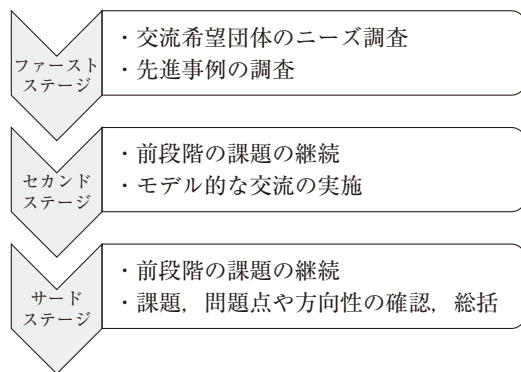 ファースト
ステージ
・交流希望団体のニーズ調査
・先進事例の調査
セカンド
ステージ
・前段階の課題の継続
・モデル的な交流の実施
サード
ステージ
・前段階の課題の継続
・課題，問題点や方向性の確認，総括